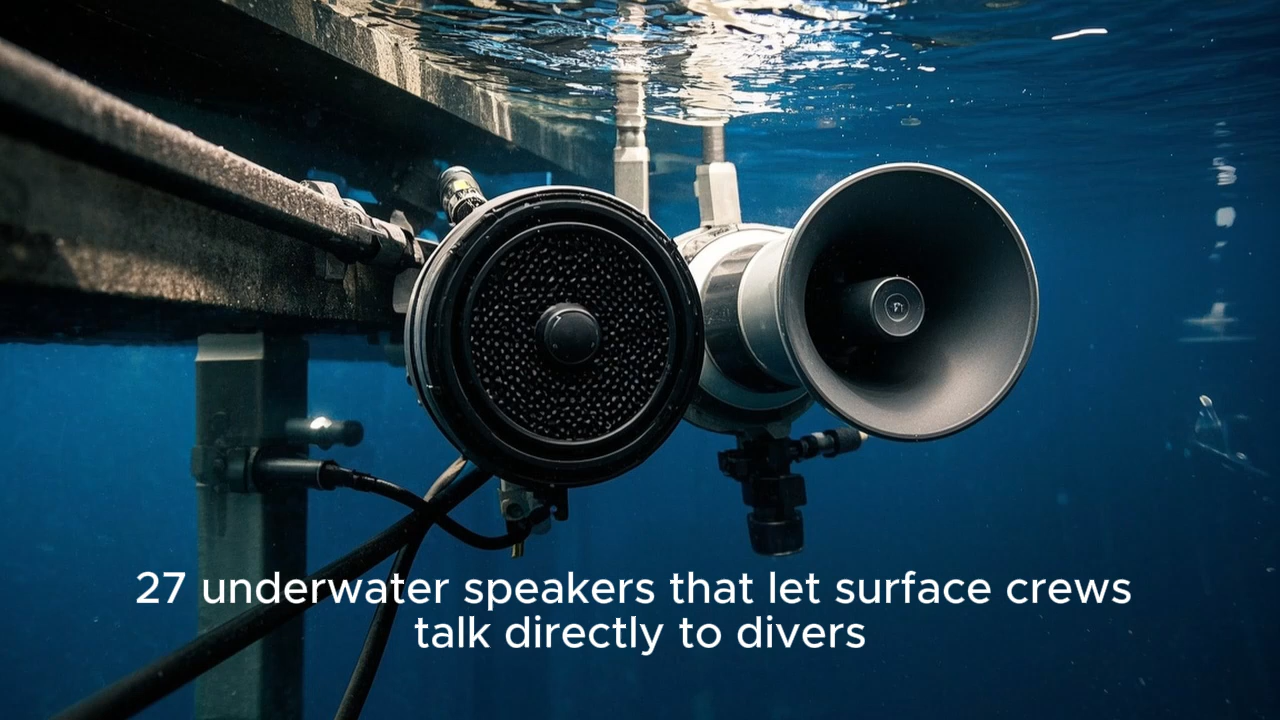 27 underwater speakers that let surface crews
talk directly to divers